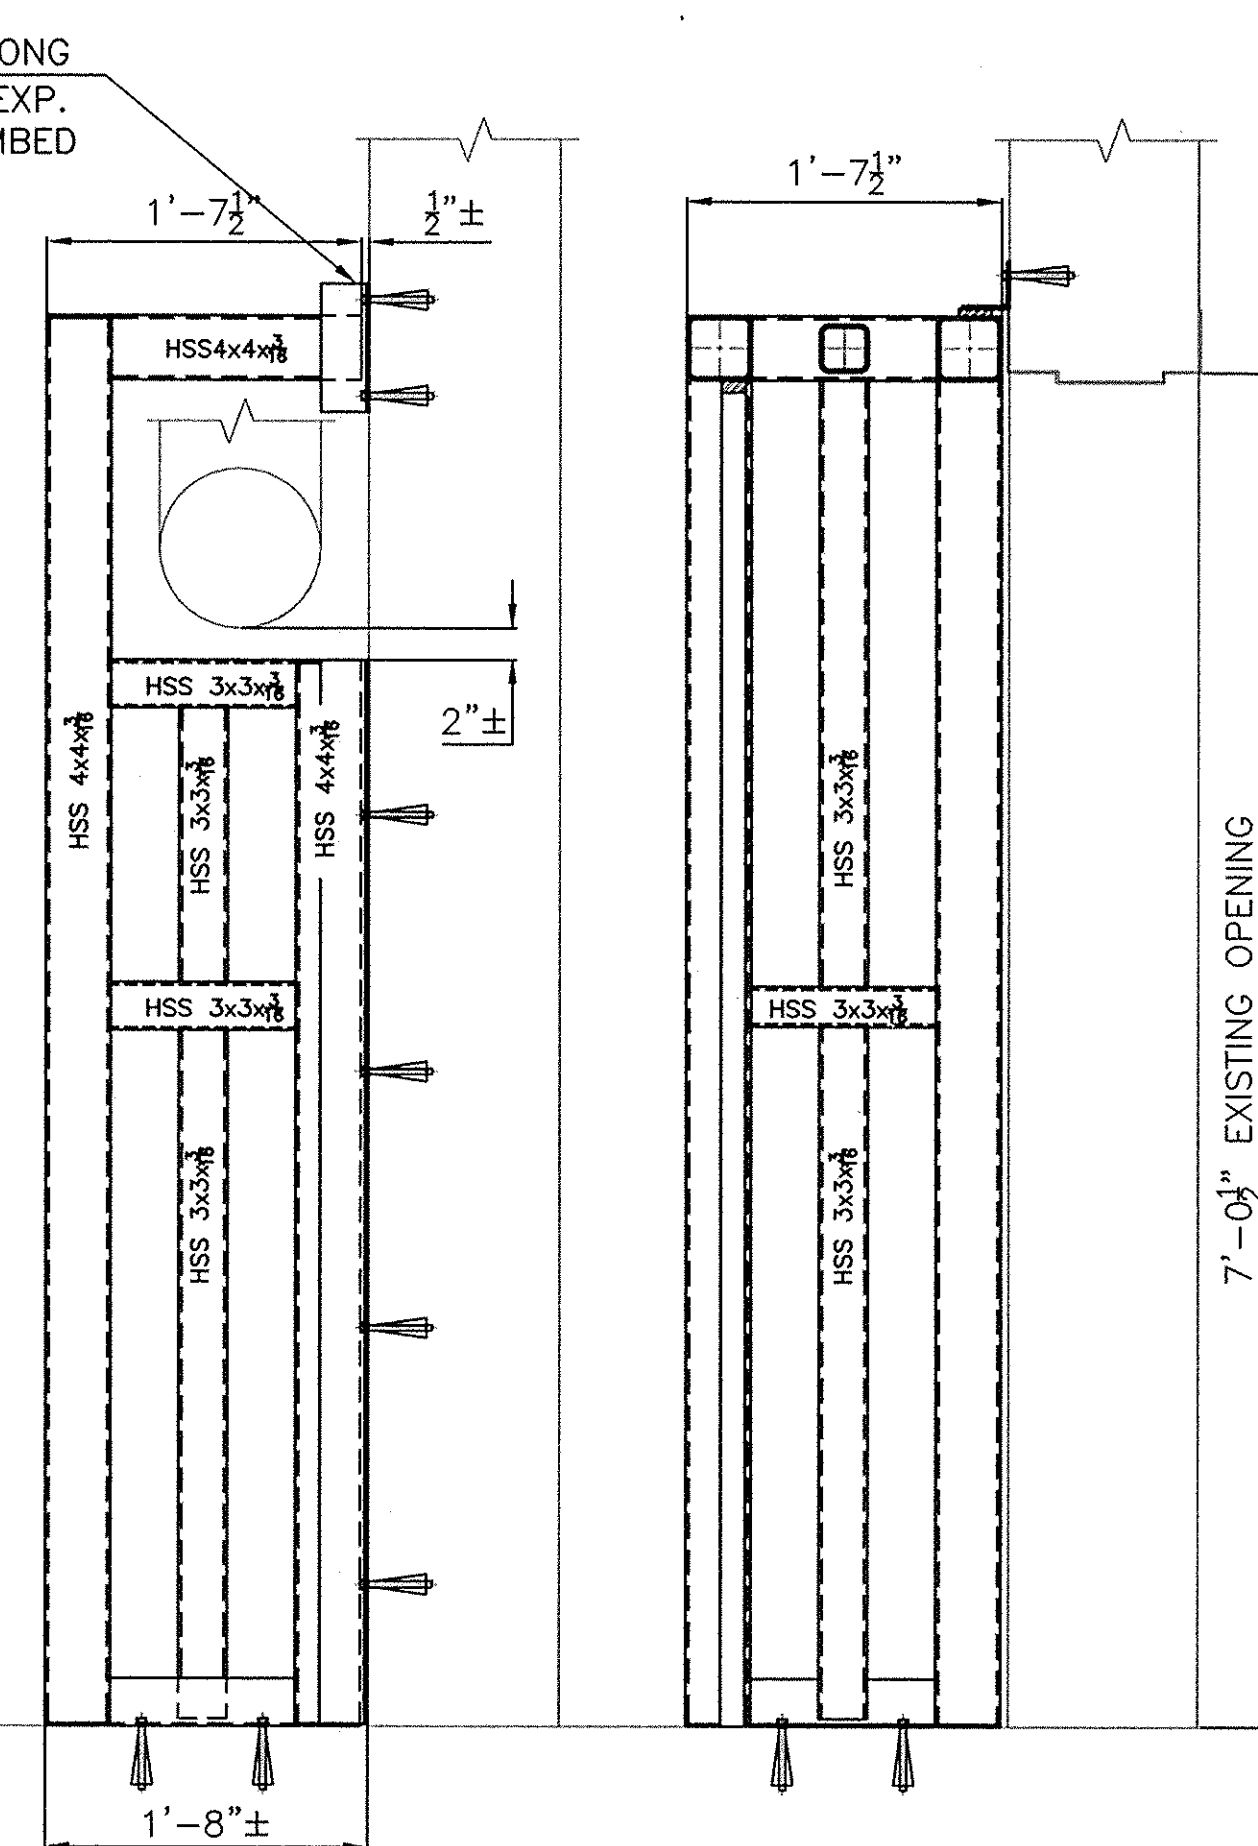 ONG
EXP.
MBED
1'-7½"
½"±
1'-7½"
HSS4x4x3/16
HSS 3x3x3/16
2"±
HSS 4x4x3/16
HSS 3x3x3/16
HSS 4x4x3/16
HSS 3x3x3/16
HSS 3x3x3/16
HSS 3x3x3/16
HSS 3x3x3/16
HSS 3x3x3/16
7'-0½" EXISTING OPENING
1'-8"±